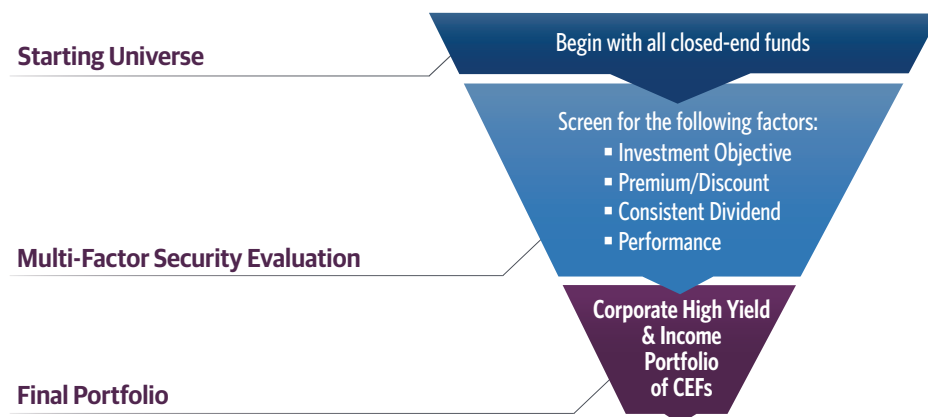 Starting Universe
Begin with all closed-end funds
Screen for the following factors:
▪ Investment Objective
▪ Premium/Discount
▪ Consistent Dividend
▪ Performance
Multi-Factor Security Evaluation
Corporate High Yield
& Income
Portfolio
of CEFs
Final Portfolio